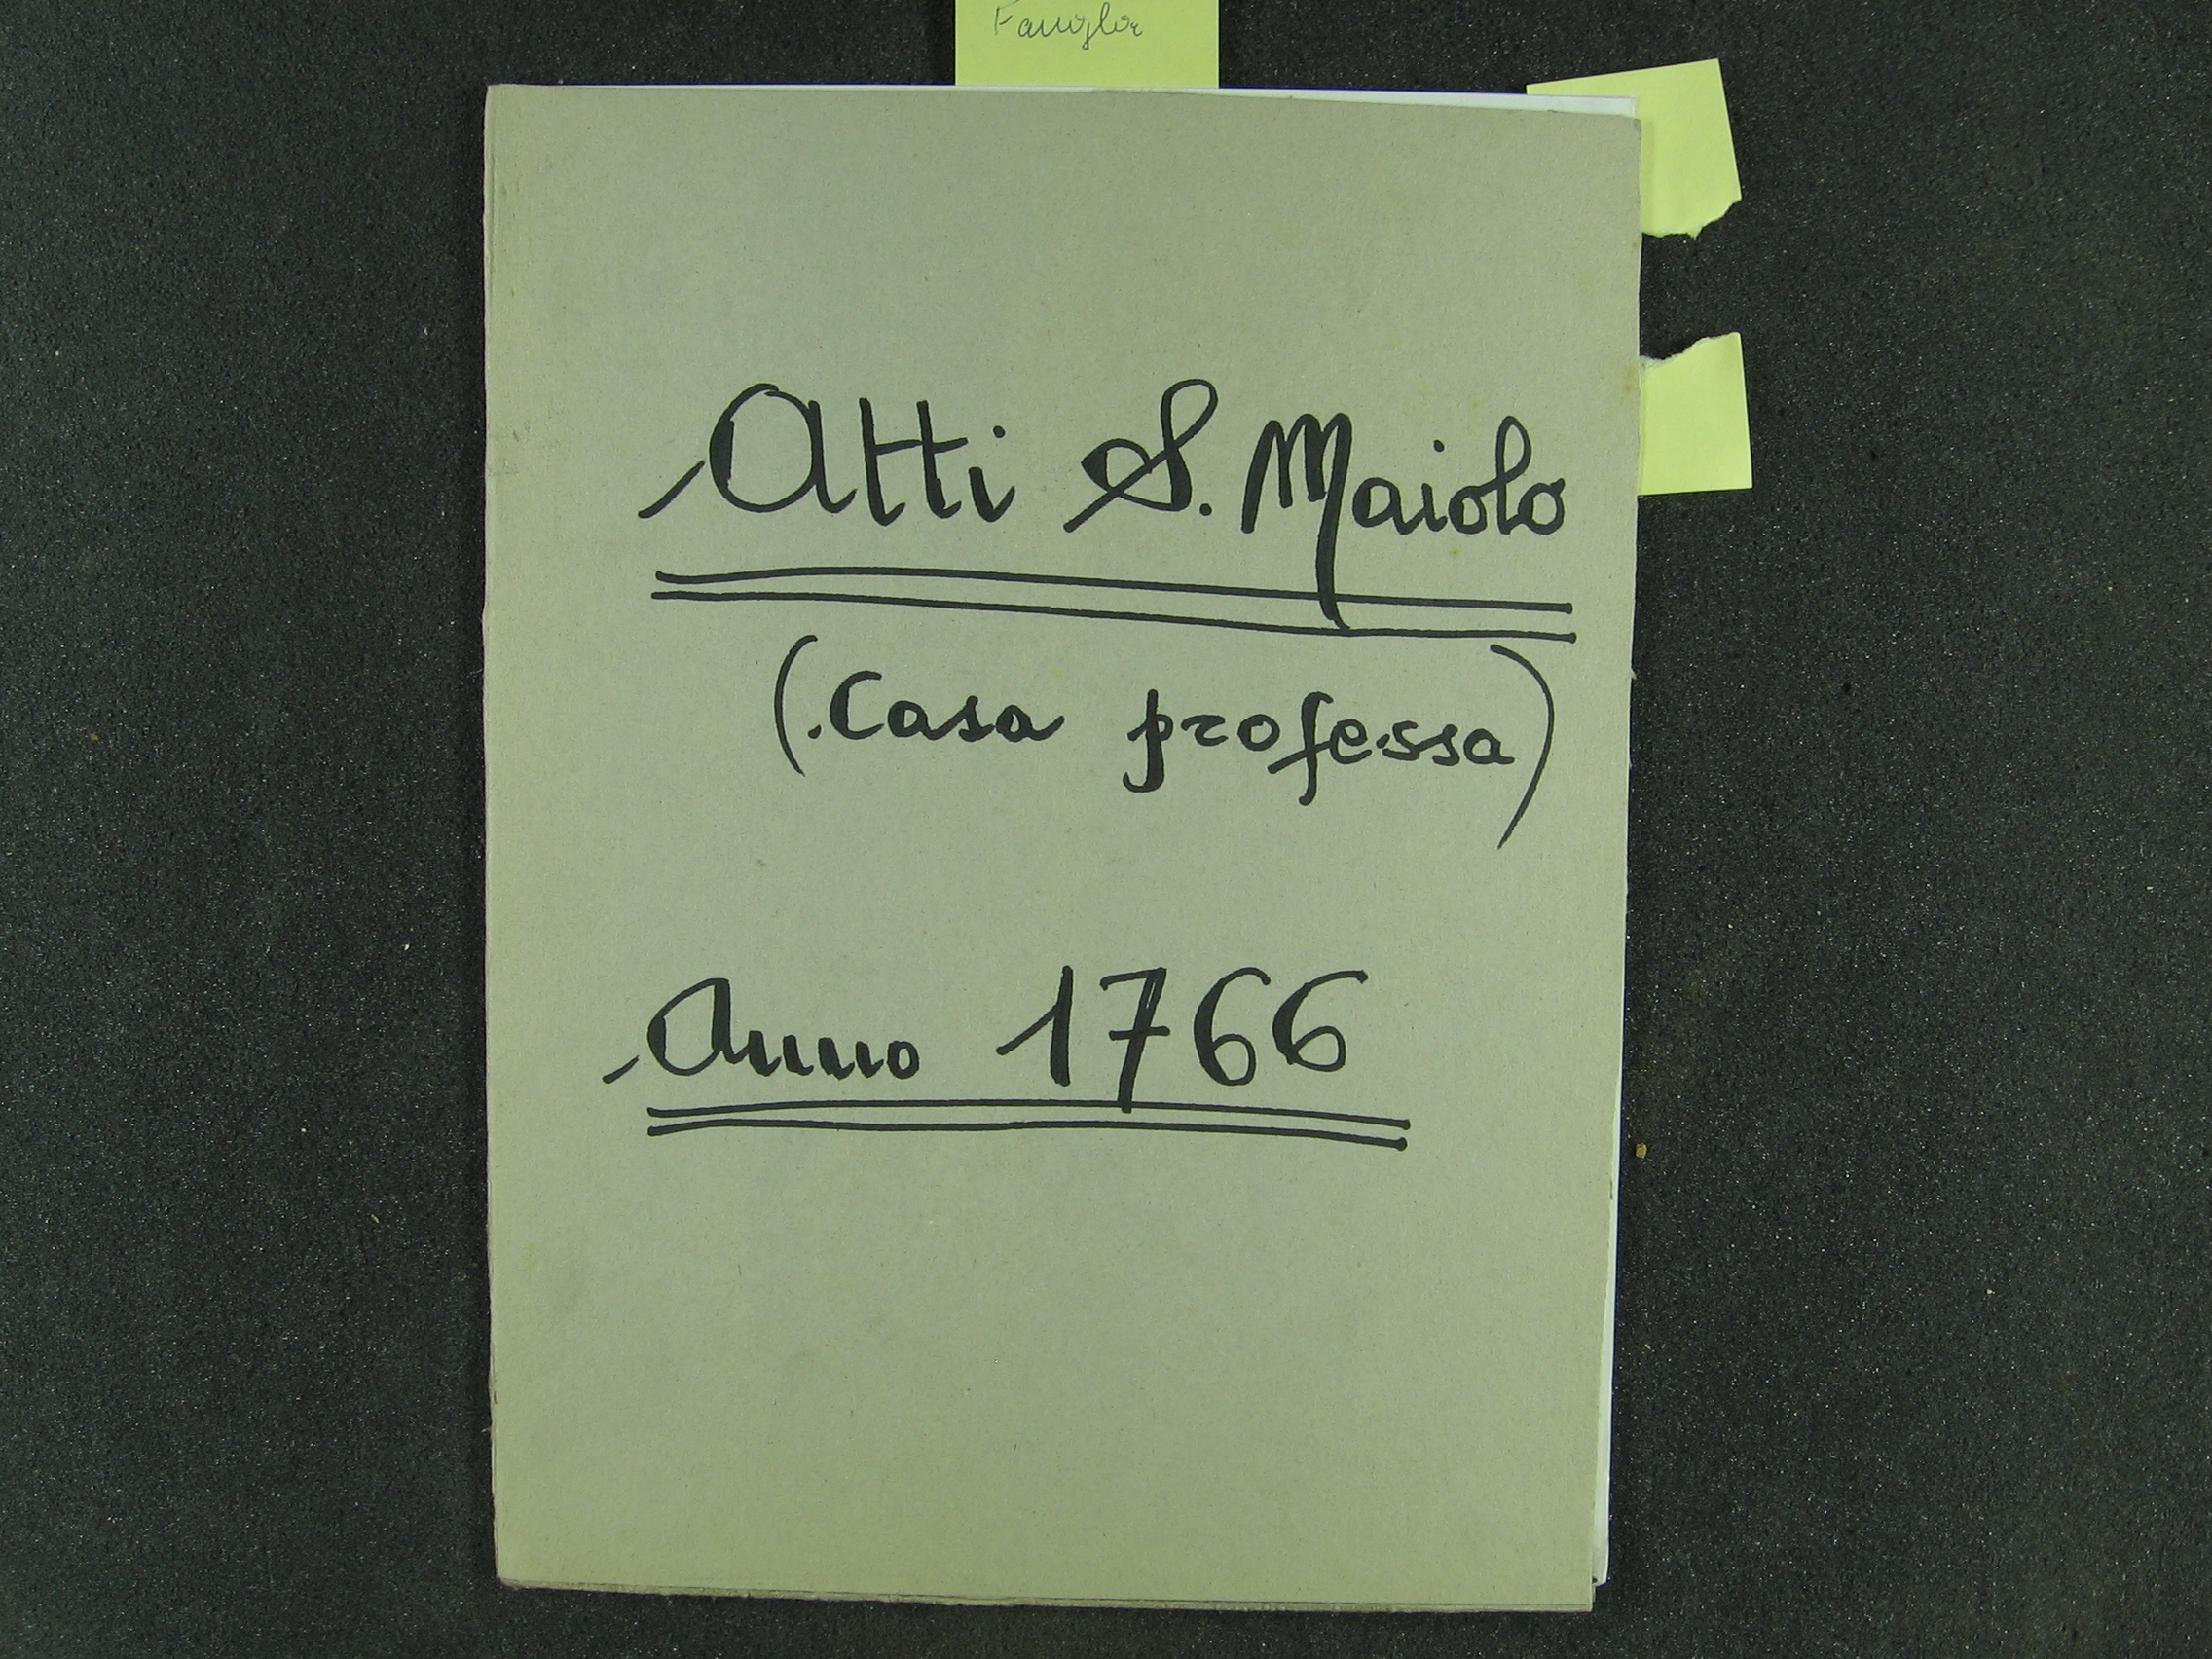 Atti S. Maiolo
(Casa professa)
Anno 1766